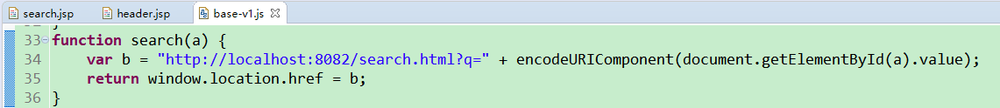 search.jsp header.jsp base-v1.js
33 function search(a) {
34 var b = "http://localhost:8082/search.html?q=" + encodeURIComponent(document.getElementById(a).value);
35 return window.location.href = b;
36 }